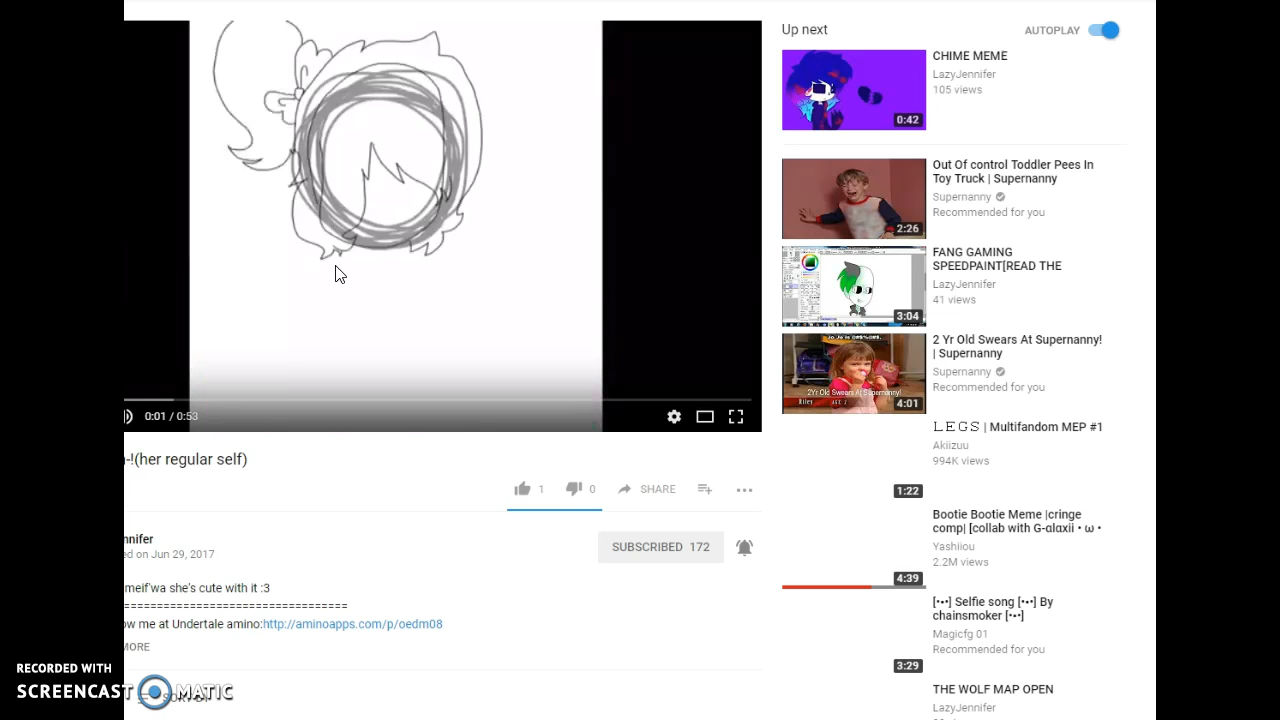 Up next
AUTOPLAY
CHIME MEME
LazyJennifer
105 views
0:42
Out Of control Toddler Pees In
Toy Truck | Supernanny
Supernanny
Recommended for you
2:26
FANG GAMING
SPEEDPAINT[READ THE
LazyJennifer
41 views
3:04
2 Yr Old Swears At Supernanny!
| Supernanny
Supernanny
Recommended for you
2Yr Old Swears At Supernanny!
4:01
𝙻𝙴𝙶𝚂 | Multifandom MEP #1
Akiizuu
994K views
1:22
Bootie Bootie Meme |cringe
comp| [collab with G-αlαxii • ω •
Yashiiou
2.2M views
4:39
[•••] Selfie song [•••] By
chainsmoker [•••]
Magicfg 01
Recommended for you
3:29
THE WOLF MAP OPEN
LazyJennifer
0:01 / 0:53
-!(her regular self)
1 0 SHARE
nnifer
ed on Jun 29, 2017
SUBSCRIBED 172
meif'wa she's cute with it :3
==================================
ow me at Undertale amino:http://aminoapps.com/p/oedm08
MORE
RECORDED WITH
SCREENCAST MATIC